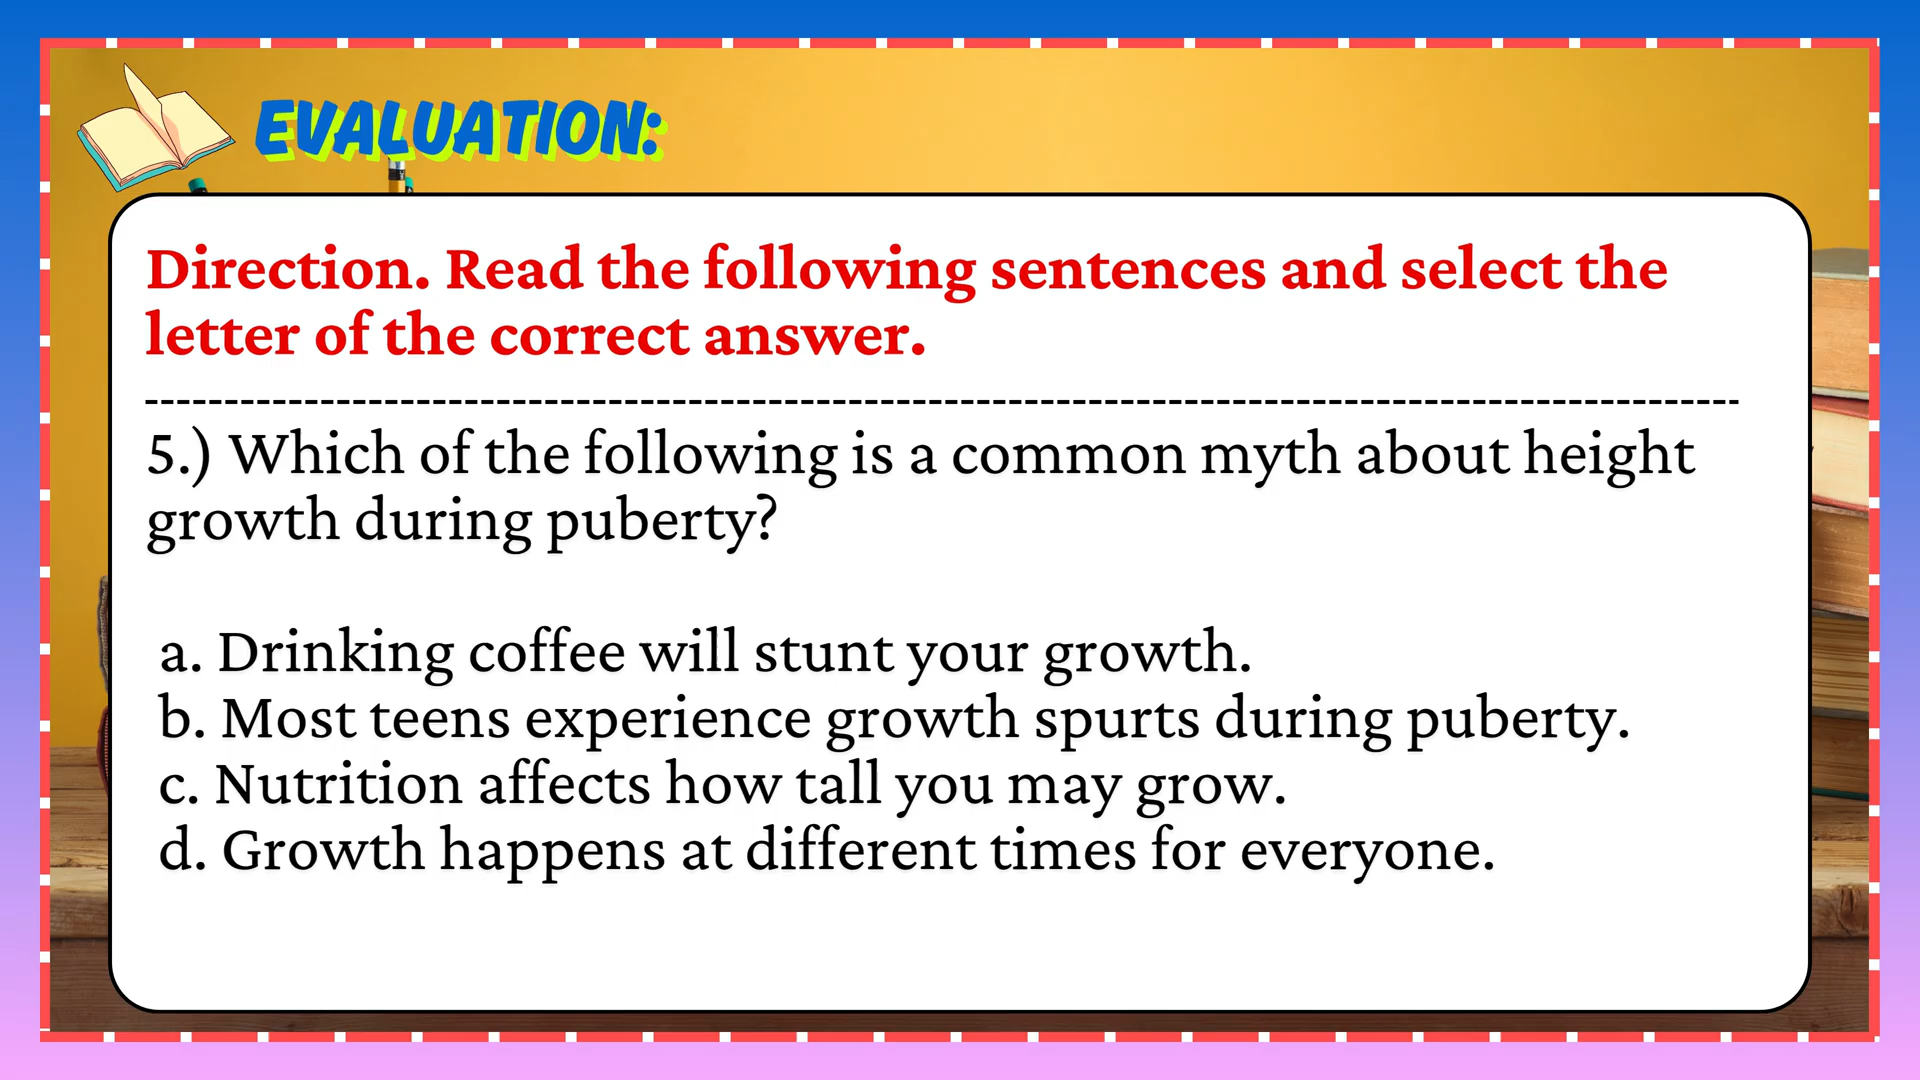 EVALUATION:
Direction. Read the following sentences and select the
letter of the correct answer.
5.) Which of the following is a common myth about height
growth during puberty?
a. Drinking coffee will stunt your growth.
b. Most teens experience growth spurts during puberty.
c. Nutrition affects how tall you may grow.
d. Growth happens at different times for everyone.